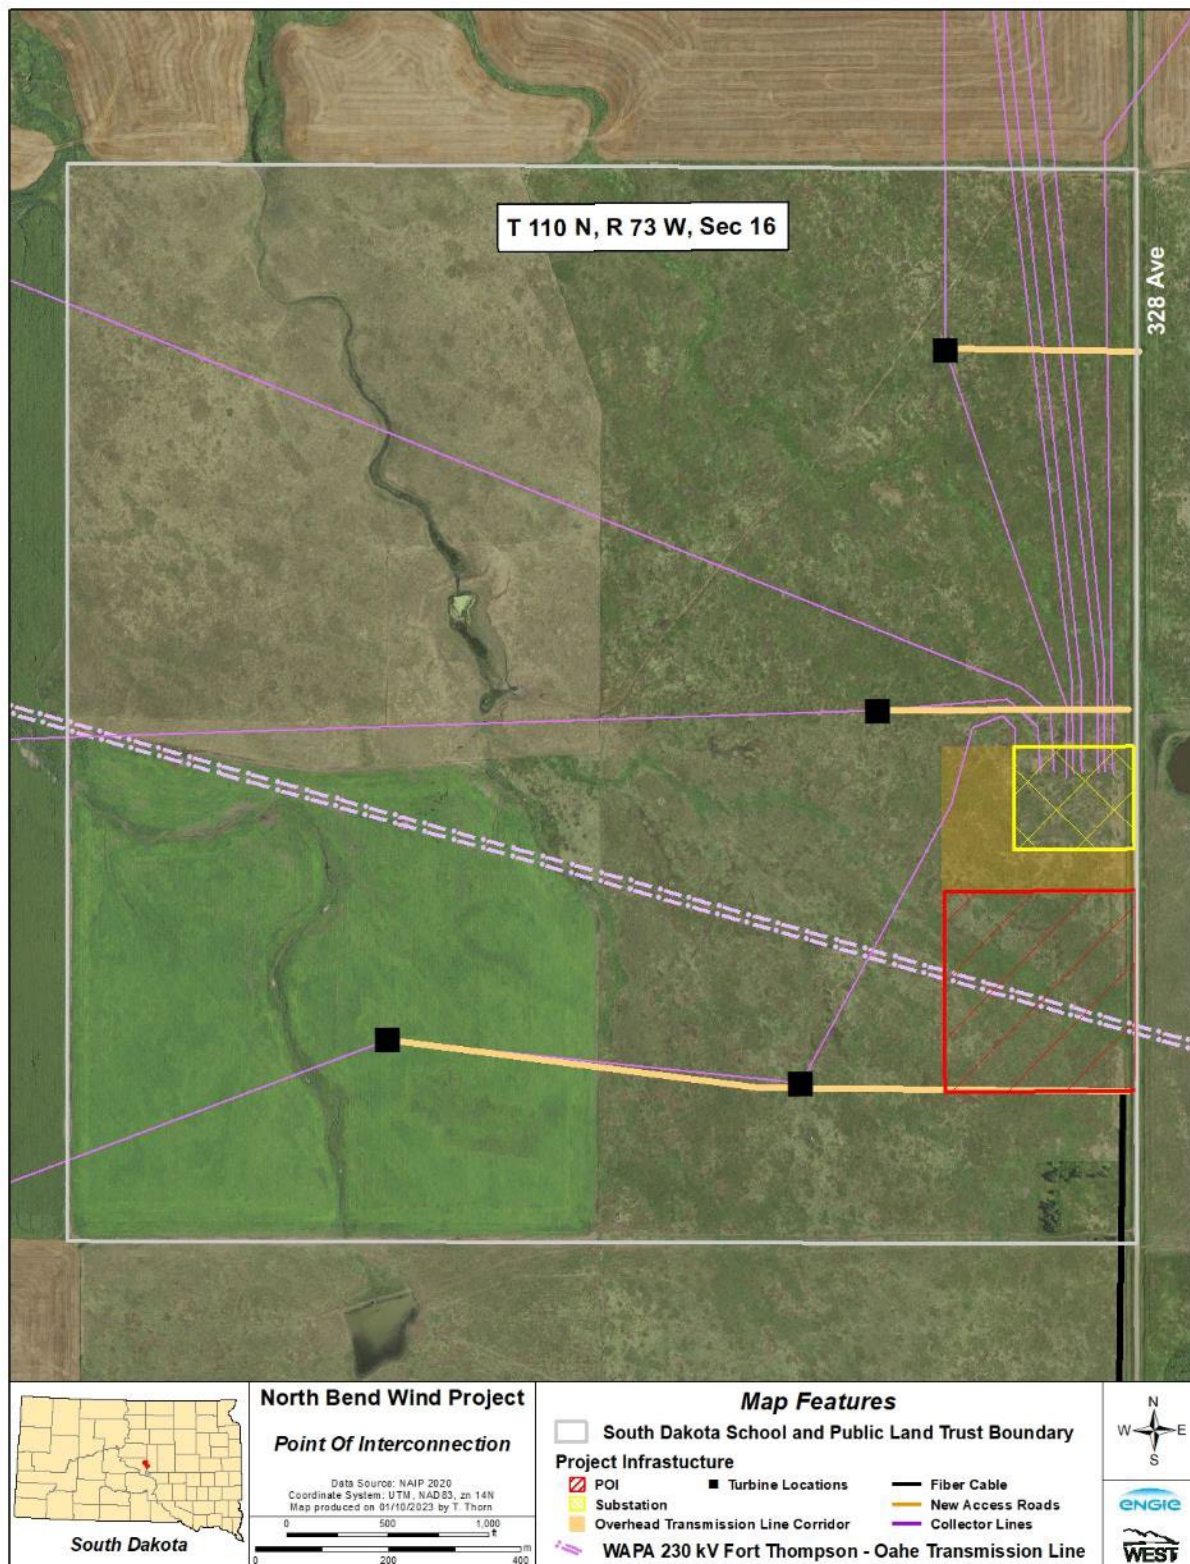 T 110 N, R 73 W, Sec 16
328 Ave
South Dakota
North Bend Wind Project
Point Of Interconnection
Data Source: NAIP 2020
Coordinate System: UTM, NAD83, zn 14N
Map produced on 01/10/2023 by T. Thorn
0 500 1,000
ft
m
0 200 400
Map Features
South Dakota School and Public Land Trust Boundary
Project Infrastucture
POI
Turbine Locations
Fiber Cable
Substation
New Access Roads
Overhead Transmission Line Corridor
Collector Lines
WAPA 230 kV Fort Thompson - Oahe Transmission Line
N
W E
S
ENGIE
WEST